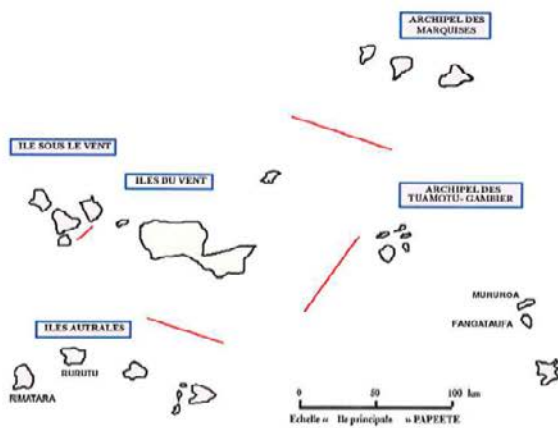 ARCHIPEL DES
MARQUISES
ILE SOUS LE VENT
ILES DU VENT
ARCHIPEL DES
TUAMOTU- GAMBIER
MURUROA
FANGATAUFA
ILES AUTRALES
RURUTU
RIMATARA
0 50 100 km
Echelle « Ile principale » PAPEETE